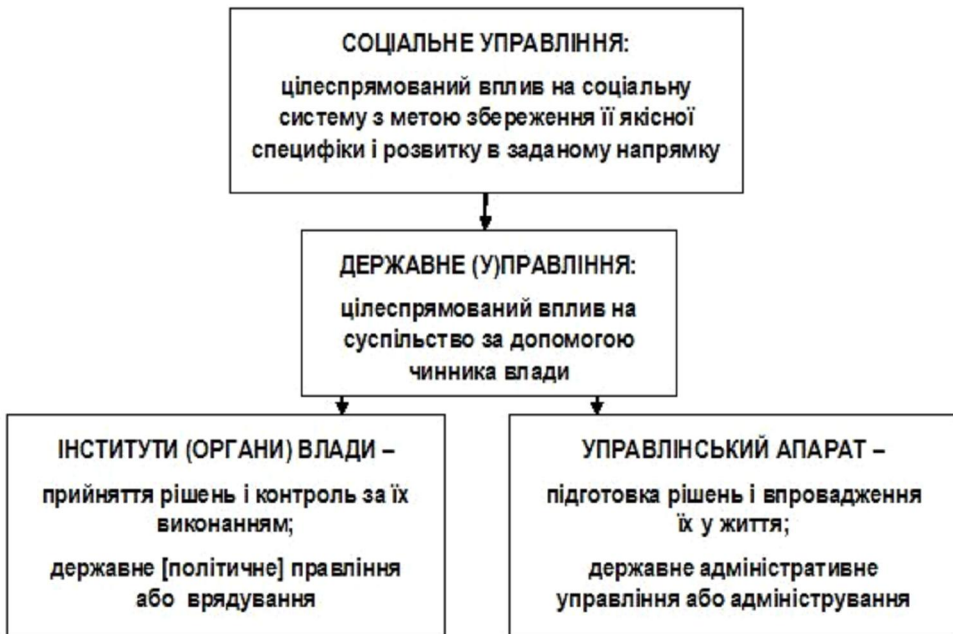 СОЦІАЛЬНЕ УПРАВЛІННЯ:
цілеспрямований вплив на соціальну
систему з метою збереження її якісної
специфіки і розвитку в заданому напрямку
ДЕРЖАВНЕ (У)ПРАВЛІННЯ:
цілеспрямований вплив на
суспільство за допомогою
чинника влади
ІНСТИТУТИ (ОРГАНИ) ВЛАДИ –
прийняття рішень і контроль за їх
виконанням;
державне [політичне] правління
або врядування
УПРАВЛІНСЬКИЙ АПАРАТ –
підготовка рішень і впровадження
їх у життя;
державне адміністративне
управління або адміністрування